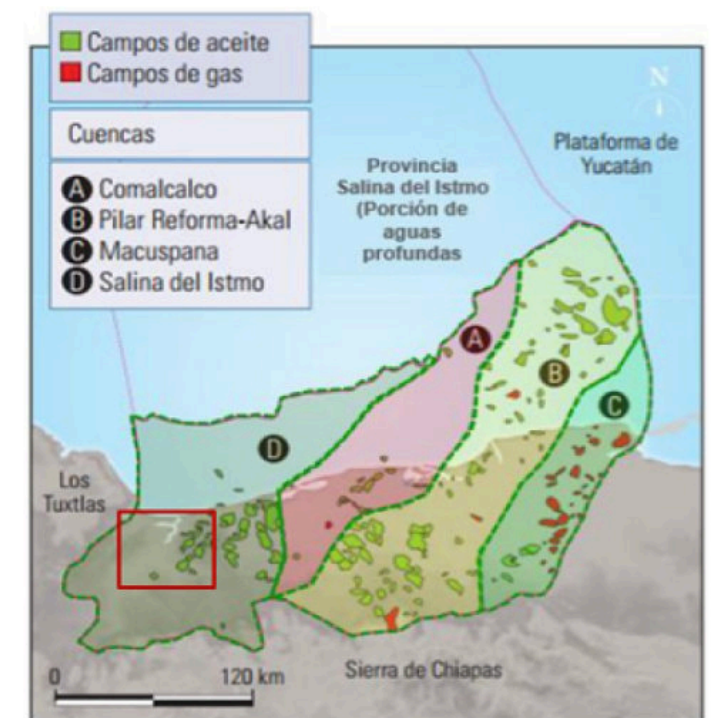 Campos de aceite
Campos de gas
Cuencas
A Comalcalco
B Pilar Reforma-Akal
C Macuspana
D Salina del Istmo
N
Plataforma de
Yucatán
Provincia
Salina del Istmo
(Porción de
aguas
profundas
A
B
C
D
Los
Tuxtlas
0 120 km
Sierra de Chiapas